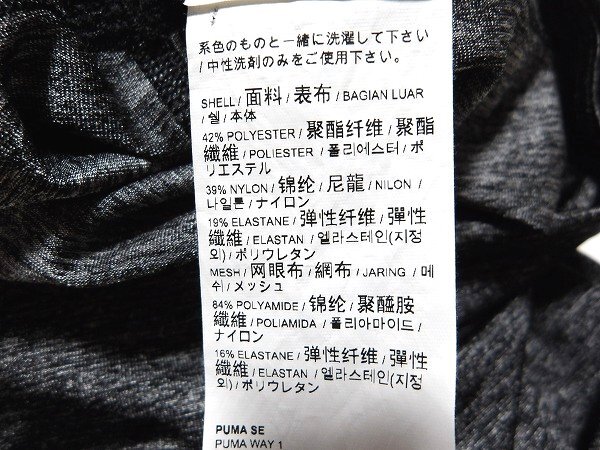 系色のものと一緒に洗濯して下さい
/ 中性洗剤のみをご使用下さい。
SHELL / 面料 / 表布 / BAGIAN LUAR
/ 쉘 / 本体
42% POLYESTER / 聚酯纤维 / 聚酯
纖維 / POLIESTER / 폴리에스터 / ポ
リエステル
39% NYLON / 锦纶 / 尼龍 / NILON /
나일론 / ナイロン
19% ELASTANE / 弹性纤维 / 彈性
纖維 / ELASTAN / 엘라스테인(지정
외) / ポリウレタン
MESH / 网眼布 / 網布 / JARING / 메
쉬 / メッシュ
84% POLYAMIDE / 锦纶 / 聚醯胺
纖維 / POLIAMIDA / 폴리아마이드 /
ナイロン
16% ELASTANE / 弹性纤维 / 彈性
纖維 / ELASTAN / 엘라스테인(지정
외) / ポリウレタン
PUMA SE
PUMA WAY 1